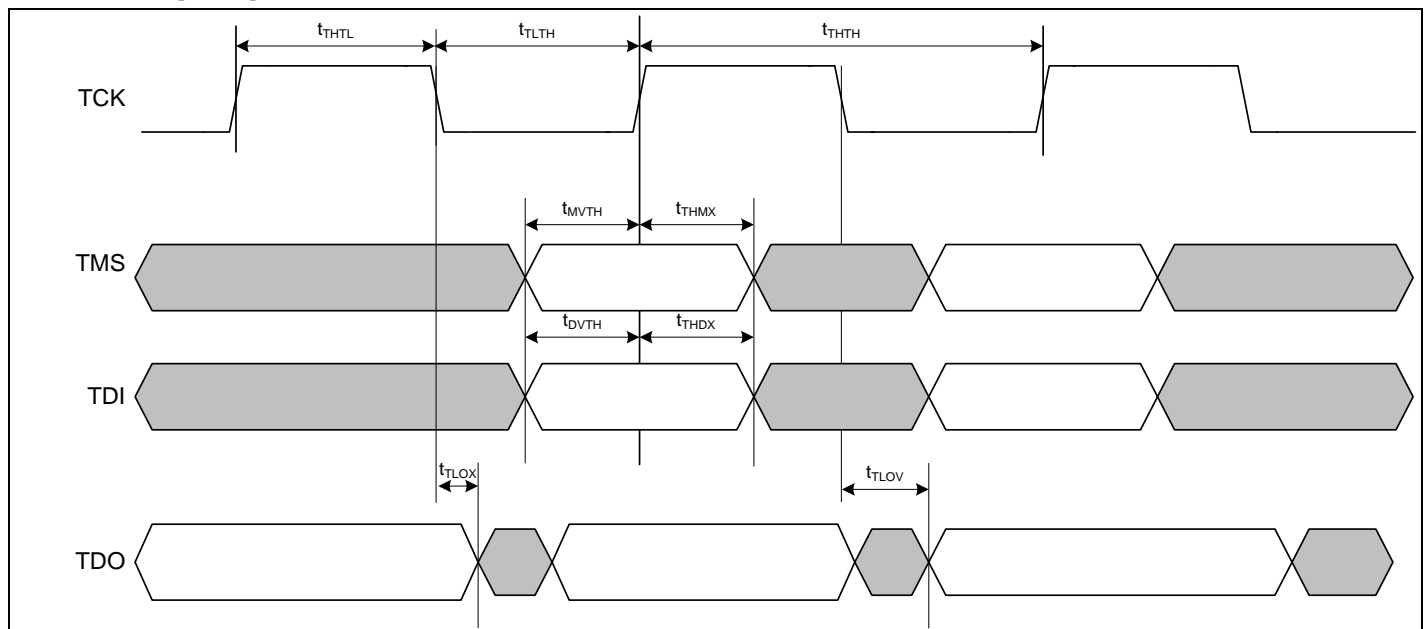 tTHTL tTLTH tTHTH
TCK
tMVTH tTHMX
TMS
tDVTH tTHDX
TDI
tTLOX tTLOV
TDO